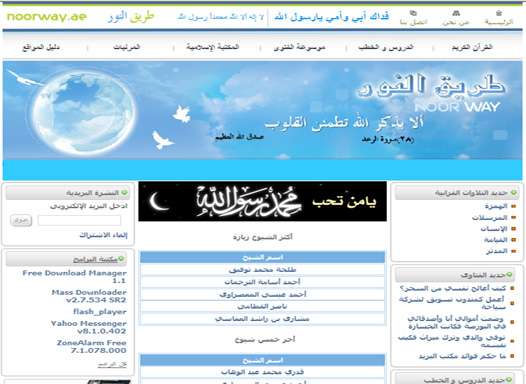 noorway.ae
طريق النور
لا إله إلا الله محمدا رسول الله
فداك أبي وأمي يارسول الله
الرئيسية
من نحن
اتصل بنا
القرآن الكريم
الدروس و الخطب
موسوعة الفتاوى
المكتبة الإسلامية
المرئيات
دليل المواقع
طريق النور
NOOR WAY
ألا بذكر الله تطمئن القلوب
صدق الله العظيم
(٢٨)سورة الرعد
جديد التلاوات القرآنية
الهمزة
المرسلات
الإنسان
القيامة
المدثر
جديد الفتاوى
كيف أعالج نفسي من السحر؟
أعمل كمندوب تسويق لشركة سياحة
وضعت أموالي أنا وأصدقائي في البورصة فكانت الخسارة
توفي والدي وترك ميراث فكيف نقسمه
ما حكم فوائد مكتب البريد
جديد الدروس و الخطب
يامن تحب
محمد رسول الله
أكثر الشيوخ زيارة
اسم الشيخ
طلحة محمد توفيق
أحمد أسامة الترجمان
أحمد عيسى المعصراوي
ناصر القطامي
مشاري بن راشد العفاسي
آخر خمس شيوخ
اسم الشيخ
قدري محمد عبد الوهاب
النشرة البريدية
ادخل البريد الإلكتروني
إلغاء الاشتراك
مكتبة البرامج
Free Download Manager
1.1
Mass Downloader
v2.7.534 SR2
flash_player
Yahoo Messenger
v8.1.0.402
ZoneAlarm Free
7.1.078.000
كل البرامج